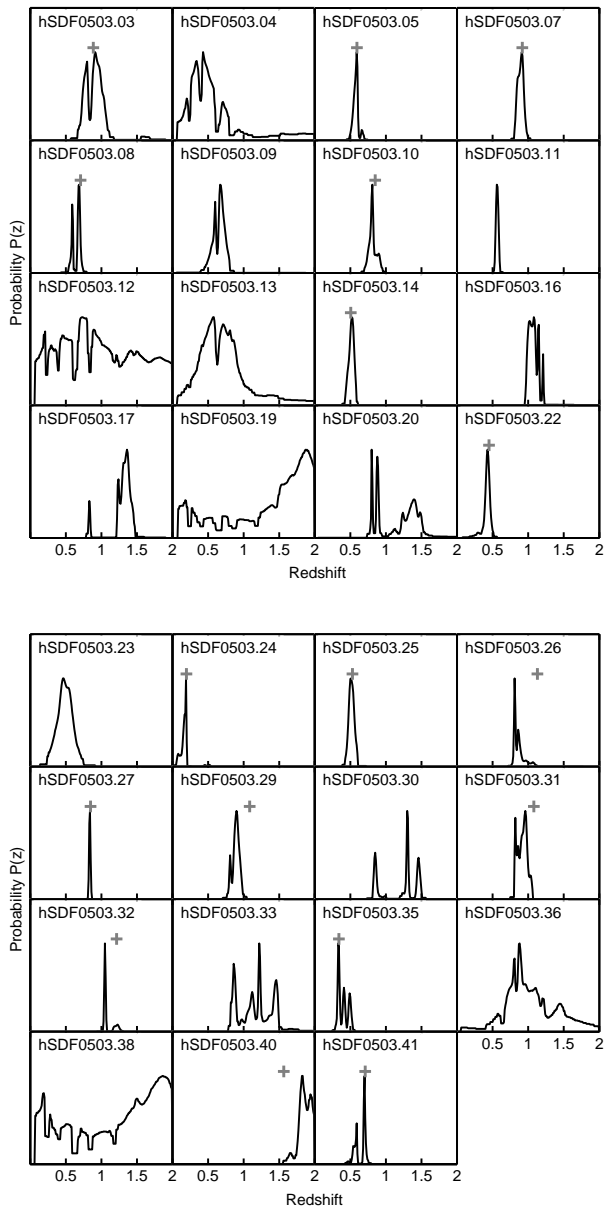 hSDF0503.03 hSDF0503.04 hSDF0503.05 hSDF0503.07
hSDF0503.08 hSDF0503.09 hSDF0503.10 hSDF0503.11
hSDF0503.12 hSDF0503.13 hSDF0503.14 hSDF0503.16
hSDF0503.17 hSDF0503.19 hSDF0503.20 hSDF0503.22
Probability P(z)
0.5 1 1.5 2 0.5 1 1.5 2 0.5 1 1.5 2 0.5 1 1.5 2
Redshift
hSDF0503.23 hSDF0503.24 hSDF0503.25 hSDF0503.26
hSDF0503.27 hSDF0503.29 hSDF0503.30 hSDF0503.31
hSDF0503.32 hSDF0503.33 hSDF0503.35 hSDF0503.36
Probability P(z)
0.5 1 1.5 2
hSDF0503.38 hSDF0503.40 hSDF0503.41
0.5 1 1.5 2 0.5 1 1.5 2 0.5 1 1.5 2
Redshift